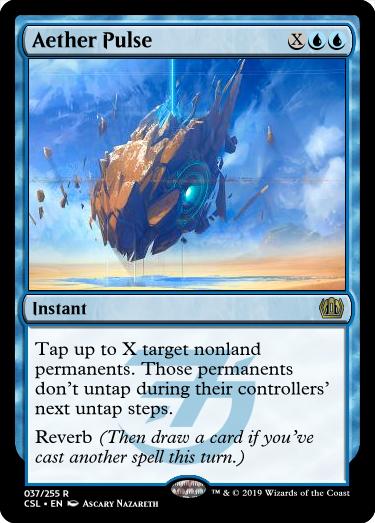 Aether Pulse X
Instant
Tap up to X target nonland
permanents. Those permanents
don't untap during their controllers'
next untap steps.
Reverb (Then draw a card if you've
cast another spell this turn.)
037/255 R
CSL • EN Ascary Nazareth
™ & © 2019 Wizards of the Coast